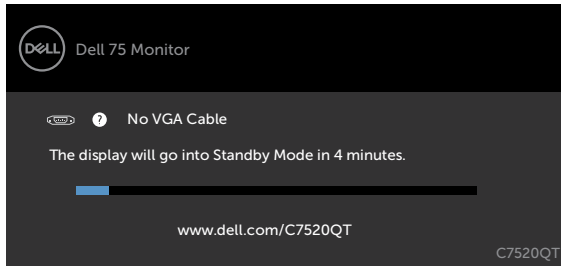 DELL Dell 75 Monitor
? No VGA Cable
The display will go into Standby Mode in 4 minutes.
www.dell.com/C7520QT
C7520QT